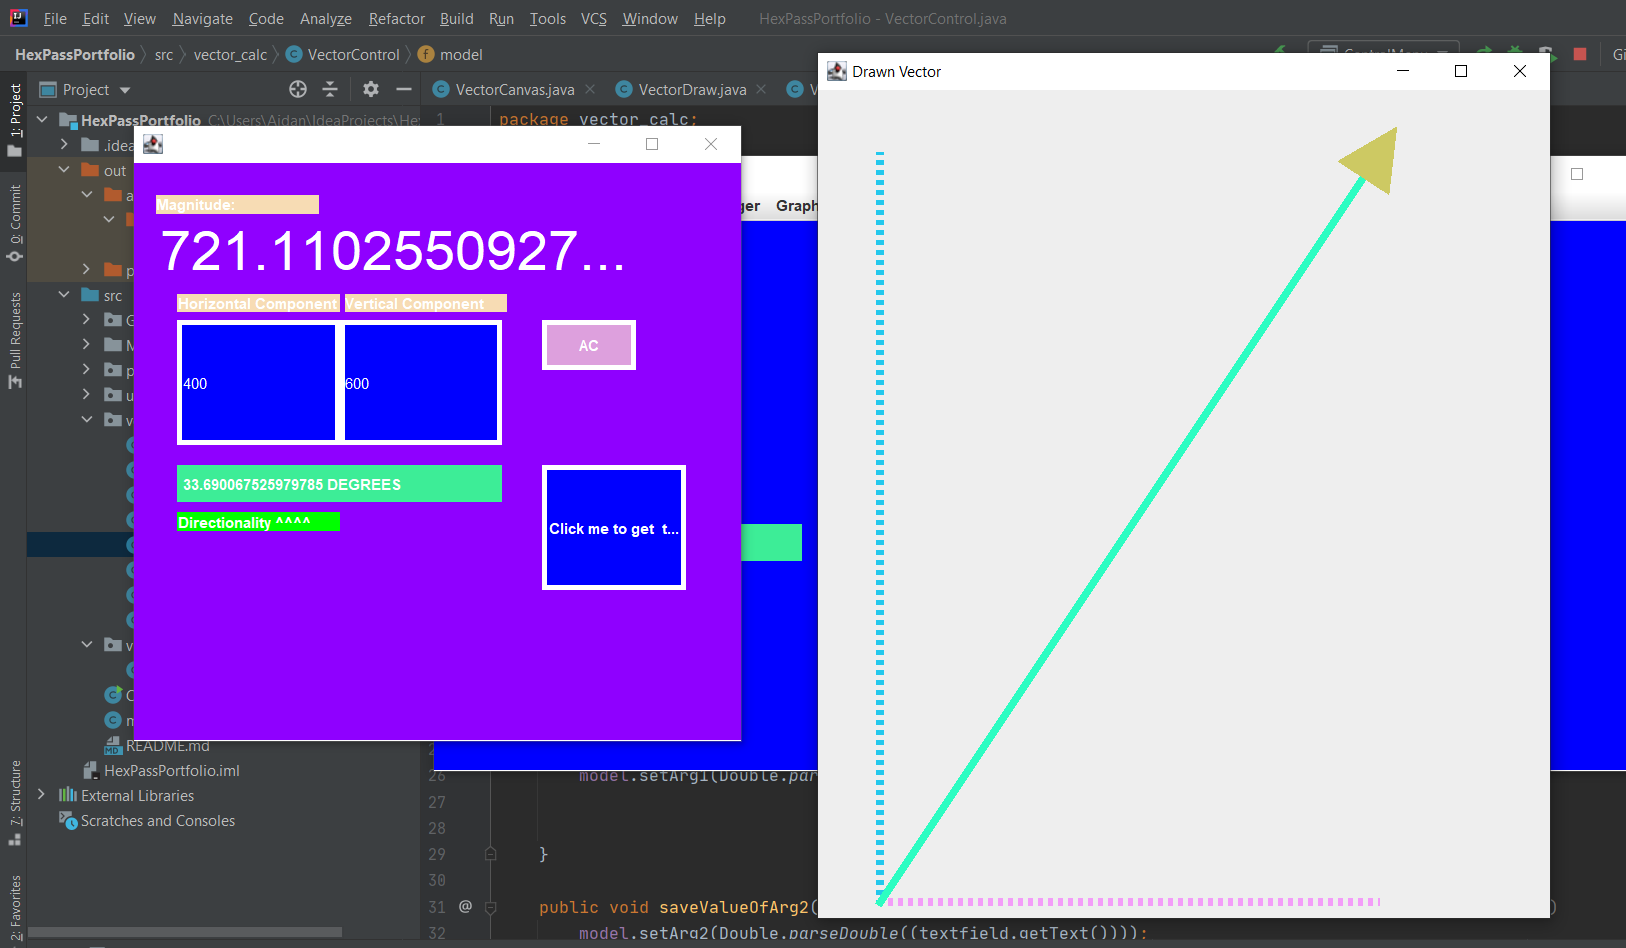 File Edit View Navigate Code Analyze Refactor Build Run Tools VCS Window Help HexPassPortfolio - VectorControl.java
HexPassPortfolio src vector_calc VectorControl model
Project
VectorCanvas.java VectorDraw.java
HexPassPortfolio C:\Users\Aidan\IdeaProjects\He
1 package vector_calc;
.idea
out
src
README.md
HexPassPortfolio.iml
External Libraries
Scratches and Consoles
1: Project
0: Commit
Pull Requests
7: Structure
2: Favorites
Magnitude:
721.1102550927...
Horizontal Component Vertical Component
400 600
AC
33.690067525979785 DEGREES
Directionality ^^^^
Click me to get t...
Graph
Drawn Vector
26 model.setArg1(Double.par
27
28
29 }
30
31 @ public void saveValueOfArg2(
32 model.setArg2(Double.parseDouble((textfield.getText())));